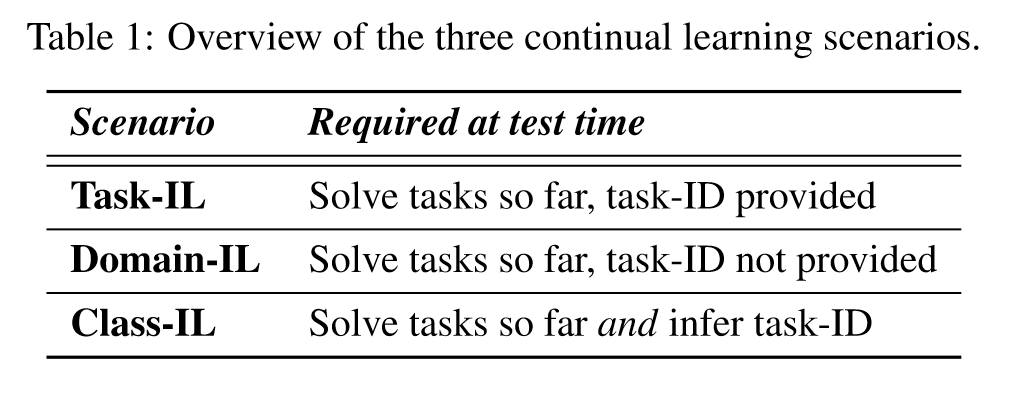 Table 1: Overview of the three continual learning scenarios.
Scenario Required at test time
Task-IL Solve tasks so far, task-ID provided
Domain-IL Solve tasks so far, task-ID not provided
Class-IL Solve tasks so far and infer task-ID